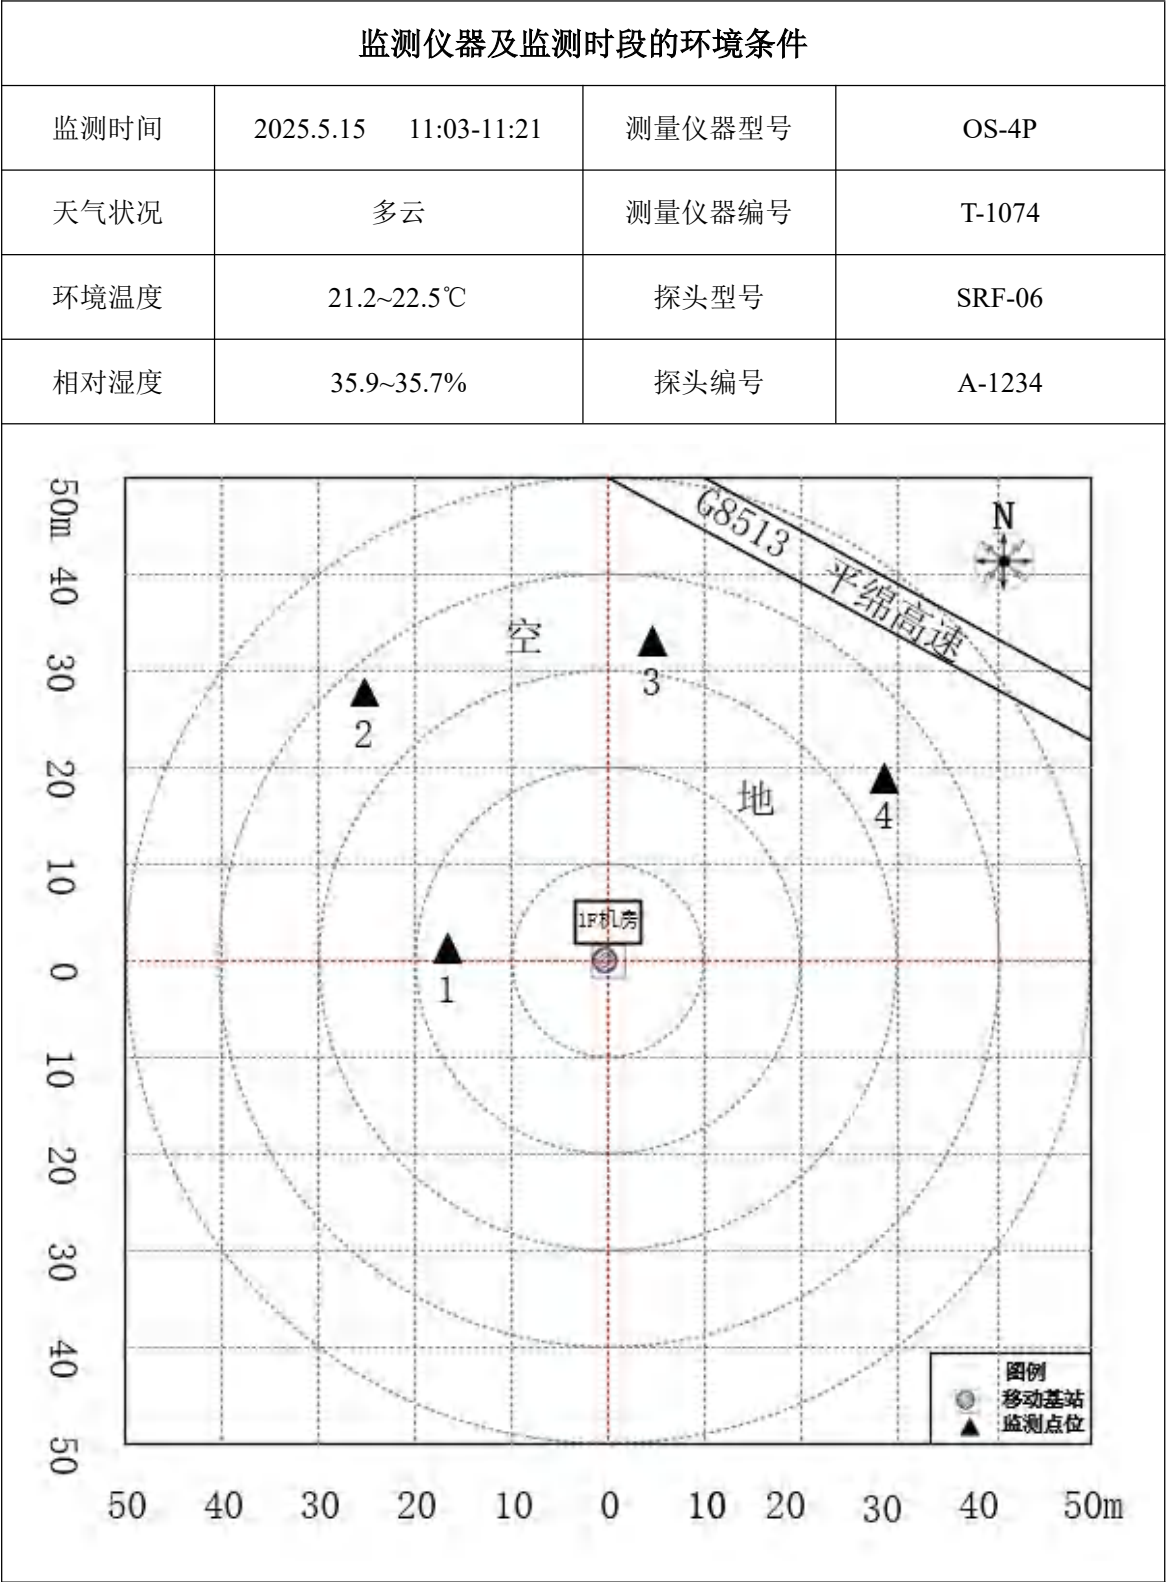 监测仪器及监测时段的环境条件
监测时间 2025.5.15 11:03-11:21 测量仪器型号 OS-4P
天气状况 多云 测量仪器编号 T-1074
环境温度 21.2~22.5℃ 探头型号 SRF-06
相对湿度 35.9~35.7% 探头编号 A-1234
50m
40
30
20
10
0
10
20
30
40
50
G8513 平绵高速
N
空
3
2
地
4
1F机房
1
图例
移动基站
监测点位
50 40 30 20 10 0 10 20 30 40 50m